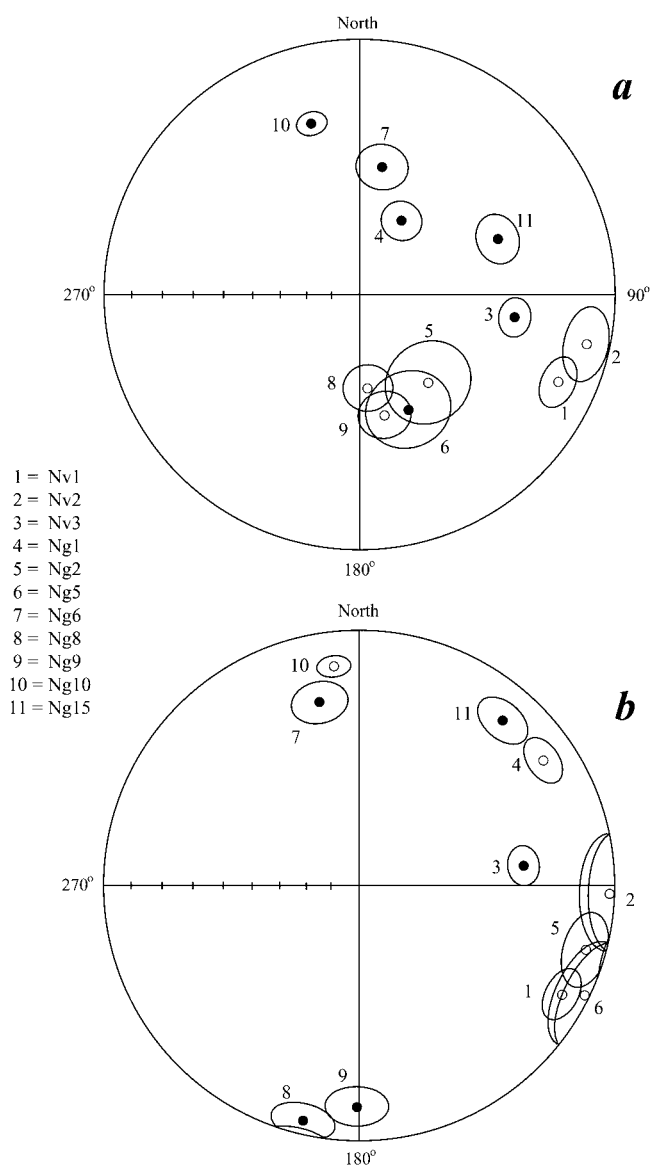 North
a
10
7
4
11
270°
90°
3
5
2
8
1
9
6
180°
1 = Nv1
2 = Nv2
3 = Nv3
4 = Ng1
5 = Ng2
6 = Ng5
7 = Ng6
8 = Ng8
9 = Ng9
10 = Ng10
11 = Ng15
North
b
10
11
7
4
3
270°
2
5
1
6
9
8
180°